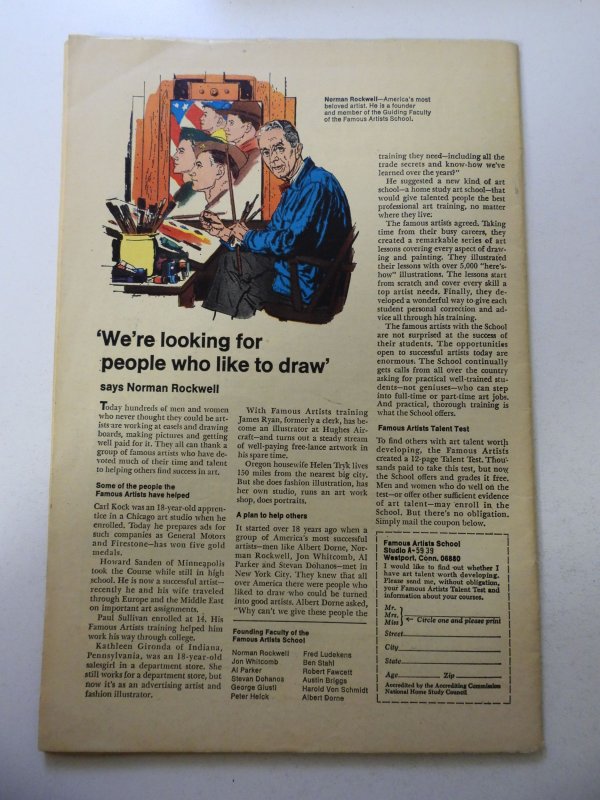 Norman Rockwell—America's most
beloved artist. He is a founder
and member of the Guiding Faculty
of the Famous Artists School.
'We're looking for
people who like to draw'
says Norman Rockwell
Today hundreds of men and women
who never thought they could be art-
ists are working at easels and drawing
boards, making pictures and getting
well paid for it. They all can thank a
group of famous artists who have de-
voted much of their time and talent
to helping others find success in art.
Some of the people the
Famous Artists have helped
Carl Kock was an 18-year-old appren-
tice in a Chicago art studio when he
enrolled. Today he prepares ads for
such companies as General Motors
and Firestone—has won five gold
medals.
Howard Sanden of Minneapolis
took the Course while still in high
school. He is now a successful artist—
recently he and his wife traveled
through Europe and the Middle East
on important art assignments.
Paul Sullivan enrolled at 14. His
Famous Artists training helped him
work his way through college.
Kathleen Gironda of Indiana,
Pennsylvania, was an 18-year-old
salesgirl in a department store. She
still works for a department store, but
now it's as an advertising artist and
fashion illustrator.
With Famous Artists training
James Ryan, formerly a clerk, has be-
come an illustrator at Hughes Air-
craft—and turns out a steady stream
of well-paying free-lance artwork in
his spare time.
Oregon housewife Helen Tryk lives
150 miles from the nearest big city.
But she does fashion illustration, has
her own studio, runs an art work
shop, does portraits.
A plan to help others
It started over 18 years ago when a
group of America's most successful
artists—men like Albert Dorne, Nor-
man Rockwell, Jon Whitcomb, Al
Parker and Stevan Dohanos—met in
New York City. They knew that all
over America there were people who
liked to draw who could be turned
into good artists. Albert Dorne asked,
"Why can't we give these people the
Founding Faculty of the
Famous Artists School
Norman Rockwell
Jon Whitcomb
Al Parker
Stevan Dohanos
George Giusti
Peter Helck
Fred Ludekens
Ben Stahl
Robert Fawcett
Austin Briggs
Harold Von Schmidt
Albert Dorne
training they need—including all the
trade secrets and know-how we've
learned over the years?"
He suggested a new kind of art
school—a home study art school—that
would give talented people the best
professional art training, no matter
where they live.
The famous artists agreed. Taking
time from their busy careers, they
created a remarkable series of art
lessons covering every aspect of draw-
ing and painting. They illustrated
their lessons with over 5,000 "here's-
how" illustrations. The lessons start
from scratch and cover every skill a
top artist needs. Finally, they de-
veloped a wonderful way to give each
student personal correction and ad-
vice all through his training.
The famous artists with the School
are not surprised at the success of
their students. The opportunities
open to successful artists today are
enormous. The School continually
gets calls from all over the country
asking for practical well-trained stu-
dents—not geniuses—who can step
into full-time or part-time art jobs.
And practical, thorough training is
what the School offers.
Famous Artists Talent Test
To find others with art talent worth
developing, the Famous Artists
created a 12-page Talent Test. Thou-
sands paid to take this test, but now
the School offers and grades it free.
Men and women who do well on the
test—or offer other sufficient evidence
of art talent—may enroll in the
School. But there's no obligation.
Simply mail the coupon below.
Famous Artists School
Studio A-5939
Westport, Conn. 06880
I would like to find out whether I
have art talent worth developing.
Please send me, without obligation,
your Famous Artists Talent Test and
information about your courses.
Mr.
Mrs.
Miss
← Circle one and please print
Street
City
State
Age Zip
Accredited by the Accrediting Commission
National Home Study Council